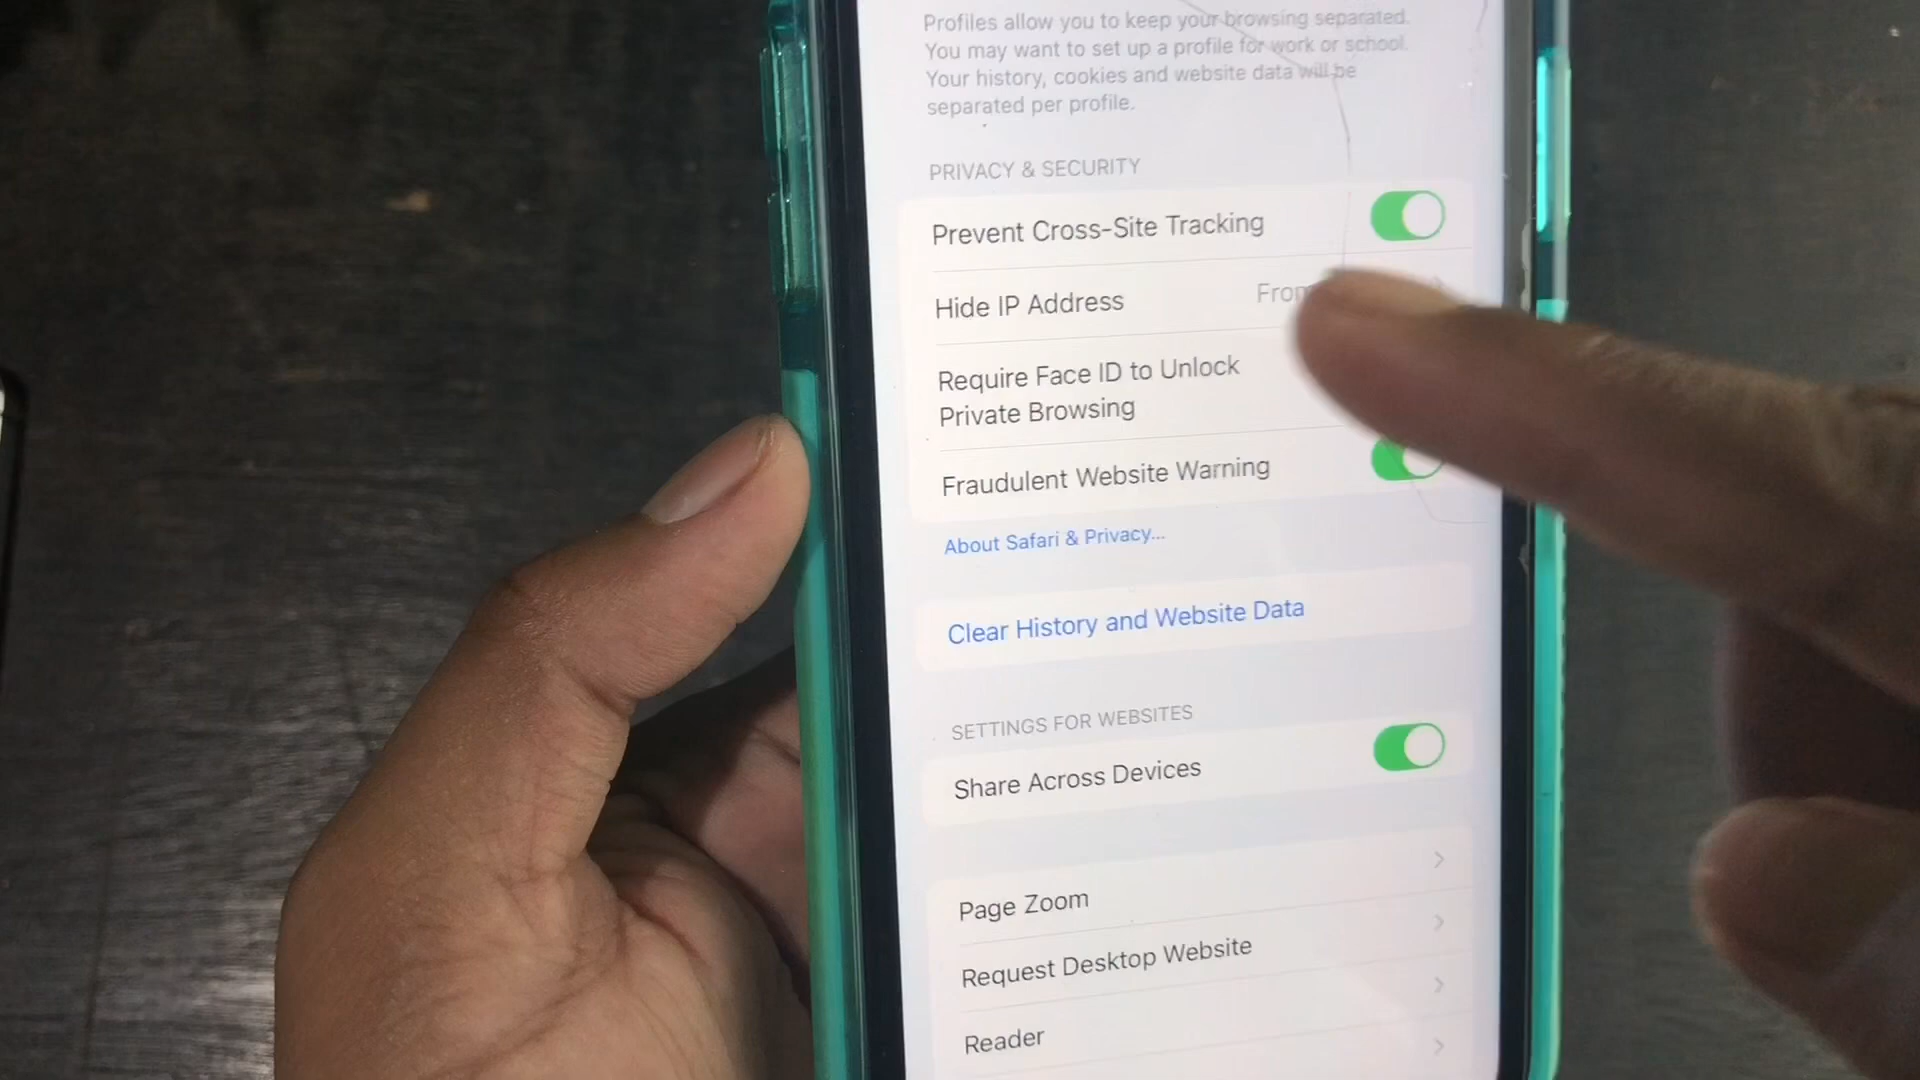 Profiles allow you to keep your browsing separated.
You may want to set up a profile for work or school.
Your history, cookies and website data will be
separated per profile.
PRIVACY & SECURITY
Prevent Cross-Site Tracking
Hide IP Address
Require Face ID to Unlock
Private Browsing
Fraudulent Website Warning
About Safari & Privacy...
Clear History and Website Data
SETTINGS FOR WEBSITES
Share Across Devices
Page Zoom
Request Desktop Website
Reader